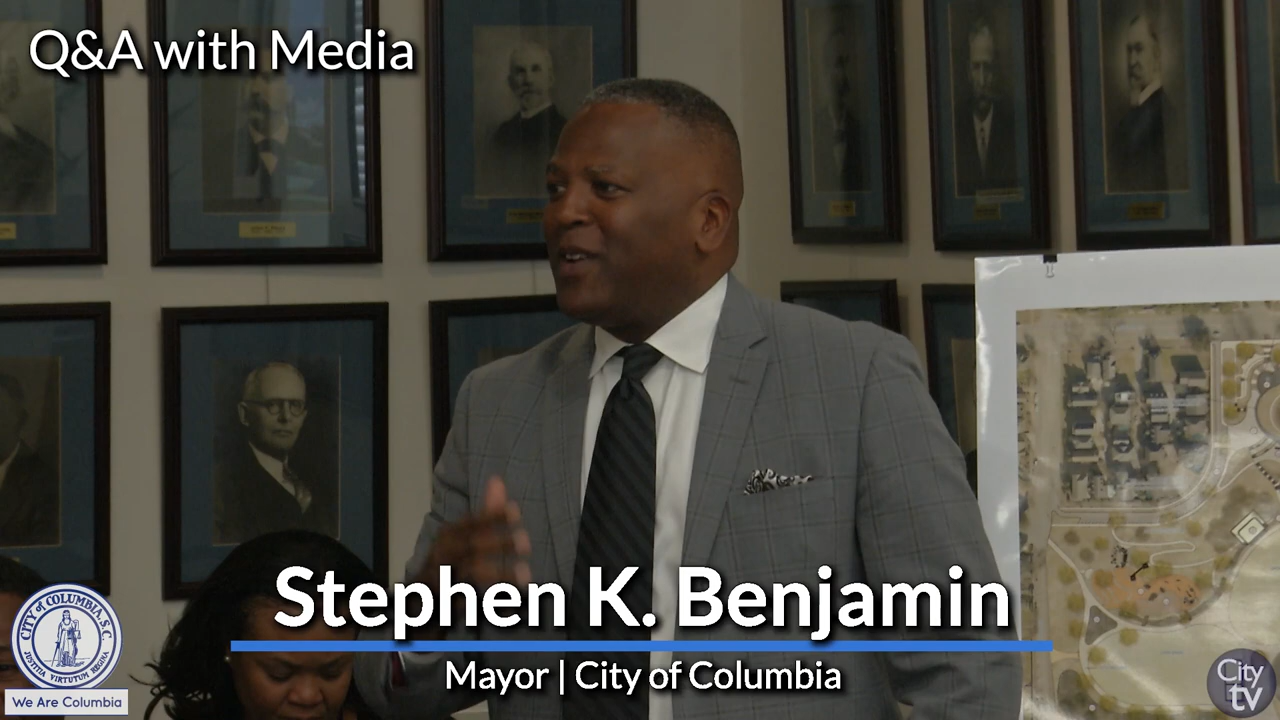 Q&A with Media
Stephen K. Benjamin
Mayor | City of Columbia
CITY of COLUMBIA, S.C.
JUSTITIA VIRTUTUM REGINA
We Are Columbia
City
tv